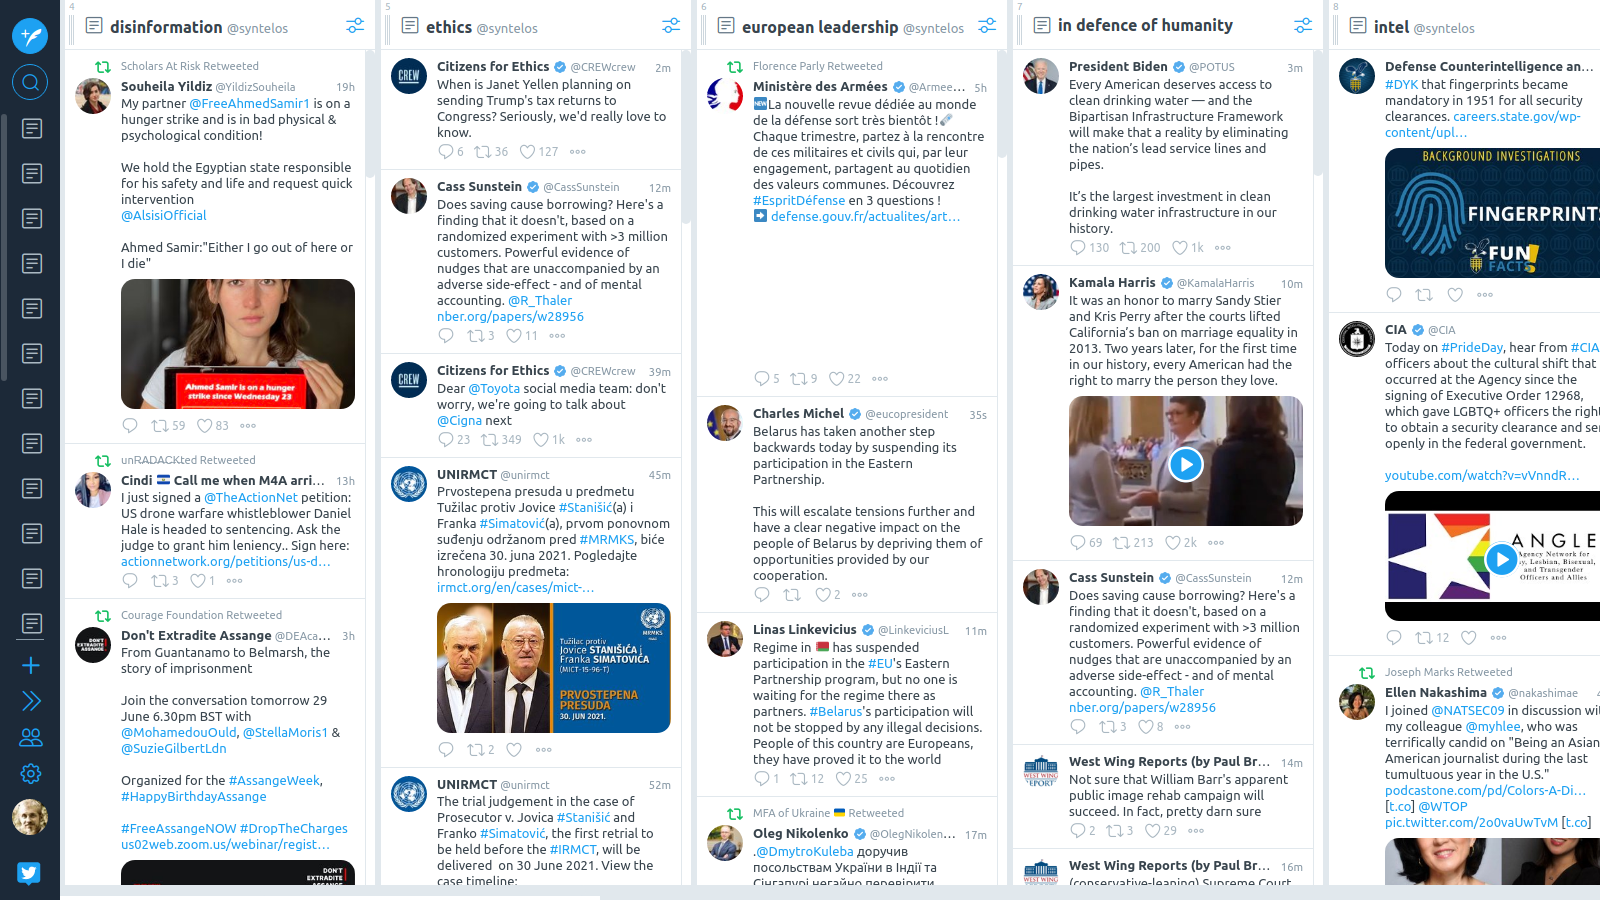 4
disinformation @syntelos
Scholars At Risk Retweeted
Souheila Yildiz @YildizSouheila 19h
My partner @FreeAhmedSamir1 is on a
hunger strike and is in bad physical &
psychological condition!
We hold the Egyptian state responsible
for his safety and life and request quick
intervention
@AlsisiOfficial
Ahmed Samir:"Either I go out of here or
I die"
Ahmed Samir is on a hunger
strike since Wednesday 23
59 83
unRADACKted Retweeted
Cindi Call me when M4A arri... 13h
I just signed a @TheActionNet petition:
US drone warfare whistleblower Daniel
Hale is headed to sentencing. Ask the
judge to grant him leniency.. Sign here:
actionnetwork.org/petitions/us-d…
3 1
Courage Foundation Retweeted
Don't Extradite Assange @DEAca... 3h
From Guantanamo to Belmarsh, the
story of imprisonment
Join the conversation tomorrow 29
June 6.30pm BST with
@MohamedouOuld, @StellaMoris1 &
@SuzieGilbertLdn
Organized for the #AssangeWeek,
#HappyBirthdayAssange
#FreeAssangeNOW #DropTheCharges
us02web.zoom.us/webinar/regist…
DON'T
EXTRADITE
ASSANGE
5
ethics @syntelos
Citizens for Ethics @CREWcrew 2m
CREW
When is Janet Yellen planning on
sending Trump's tax returns to
Congress? Seriously, we'd really love to
know.
6 36 127
Cass Sunstein @CassSunstein 12m
Does saving cause borrowing? Here's a
finding that it doesn't, based on a
randomized experiment with >3 million
customers. Powerful evidence of
nudges that are unaccompanied by an
adverse side-effect - and of mental
accounting. @R_Thaler
nber.org/papers/w28956
3 11
Citizens for Ethics @CREWcrew 39m
CREW
Dear @Toyota social media team: don't
worry, we're going to talk about
@Cigna next
23 349 1k
UNIRMCT @unirmct 45m
Prvostepena presuda u predmetu
Tužilac protiv Jovice #Stanišić(a) i
Franka #Simatović(a), prvom ponovnom
suđenju održanom pred #MRMKS, biće
izrečena 30. juna 2021. Pogledajte
hronologiju predmeta:
irmct.org/en/cases/mict-…
MRMKS
Tužilac protiv
Jovice STANIŠIĆA i
Franka SIMATOVIĆA
(MICT-15-96-T)
PRVOSTEPENA
PRESUDA
30. JUN 2021.
2
UNIRMCT @unirmct 52m
The trial judgement in the case of
Prosecutor v. Jovica #Stanišić and
Franko #Simatović, the first retrial to
be held before the #IRMCT, will be
delivered on 30 June 2021. View the
case timeline:
6
european leadership @syntelos
Florence Parly Retweeted
Ministère des Armées @Armee... 5h
NEW La nouvelle revue dédiée au monde
de la défense sort très bientôt !
Chaque trimestre, partez à la rencontre
de ces militaires et civils qui, par leur
engagement, partagent au quotidien
des valeurs communes. Découvrez
#EspritDéfense en 3 questions !
defense.gouv.fr/actualites/art…
5 9 22
Charles Michel @eucopresident 35s
Belarus has taken another step
backwards today by suspending its
participation in the Eastern
Partnership.
This will escalate tensions further and
have a clear negative impact on the
people of Belarus by depriving them of
opportunities provided by our
cooperation.
2
Linas Linkevicius @LinkeviciusL 11m
Regime in has suspended
participation in the #EU's Eastern
Partnership program, but no one is
waiting for the regime there as
partners. #Belarus's participation will
not be stopped by any illegal decisions.
People of this country are Europeans,
they have proved it to the world
1 12 25
MFA of Ukraine Retweeted
Oleg Nikolenko @OlegNikolen... 17m
.@DmytroKuleba доручив
посольствам України в Індії та
Сінгапурі негайно перевірити
7
in defence of humanity
President Biden @POTUS 3m
Every American deserves access to
clean drinking water — and the
Bipartisan Infrastructure Framework
will make that a reality by eliminating
the nation's lead service lines and
pipes.
It's the largest investment in clean
drinking water infrastructure in our
history.
130 200 1k
Kamala Harris @KamalaHarris 10m
It was an honor to marry Sandy Stier
and Kris Perry after the courts lifted
California's ban on marriage equality in
2013. Two years later, for the first time
in our history, every American had the
right to marry the person they love.
69 213 2k
Cass Sunstein @CassSunstein 12m
Does saving cause borrowing? Here's a
finding that it doesn't, based on a
randomized experiment with >3 million
customers. Powerful evidence of
nudges that are unaccompanied by an
adverse side-effect - and of mental
accounting. @R_Thaler
nber.org/papers/w28956
3 8
West Wing Reports (by Paul Br... 14m
Not sure that William Barr's apparent
public image rehab campaign will
succeed. In fact, pretty darn sure
2 3 29
West Wing Reports (by Paul Br... 16m
(conservative-leaning) Supreme Court
8
intel @syntelos
Defense Counterintelligence an...
#DYK that fingerprints became
mandatory in 1951 for all security
clearances. careers.state.gov/wp-
content/upl…
BACKGROUND INVESTIGATIONS
FINGERPRINTS
FUN
FACTS
CIA @CIA
Today on #PrideDay, hear from #CIA
officers about the cultural shift that
occurred at the Agency since the
signing of Executive Order 12968,
which gave LGBTQ+ officers the right
to obtain a security clearance and se
openly in the federal government.
youtube.com/watch?v=vVnndR…
ANGLE
Agency Network for
y, Lesbian, Bisexual,
and Transgender
Officers and Allies
12
Joseph Marks Retweeted
Ellen Nakashima @nakashimae
I joined @NATSEC09 in discussion wit
my colleague @myhlee, who was
terrifically candid on "Being an Asian
American journalist during the last
tumultuous year in the U.S."
podcastone.com/pd/Colors-A-Di…
[t.co] @WTOP
pic.twitter.com/2o0vaUwTvM [t.co]